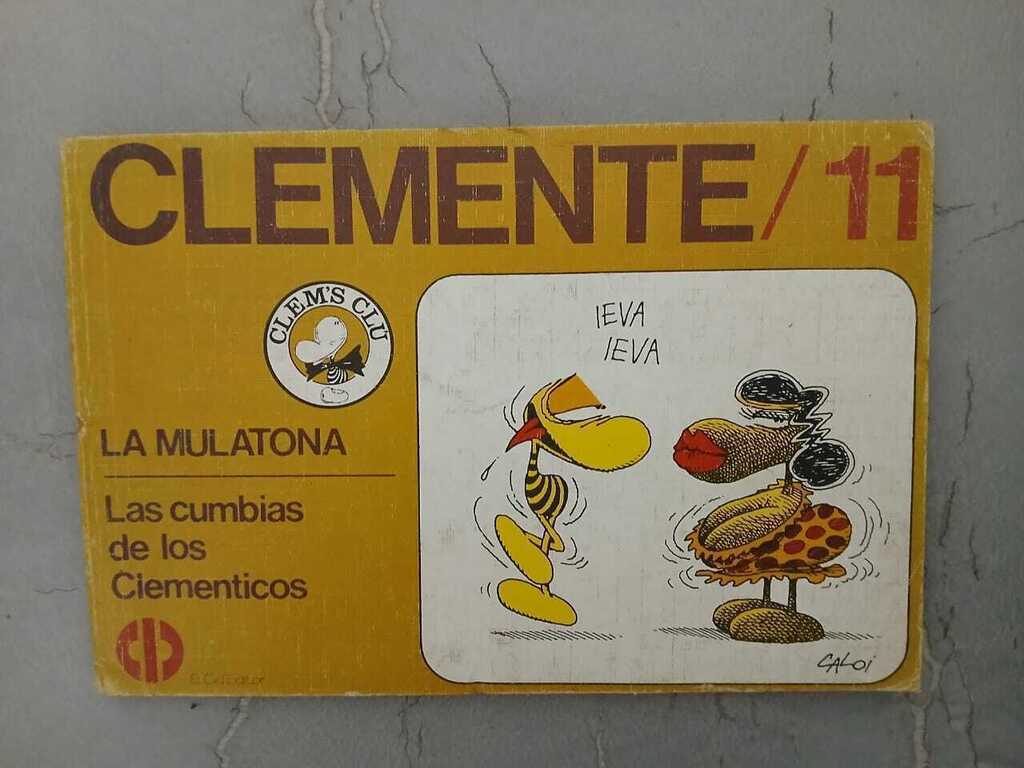 CLEMENTE/11
CLEM'S CLU
LA MULATONA
Las cumbias
de los
Clementicos
IEVA
IEVA
CALOI